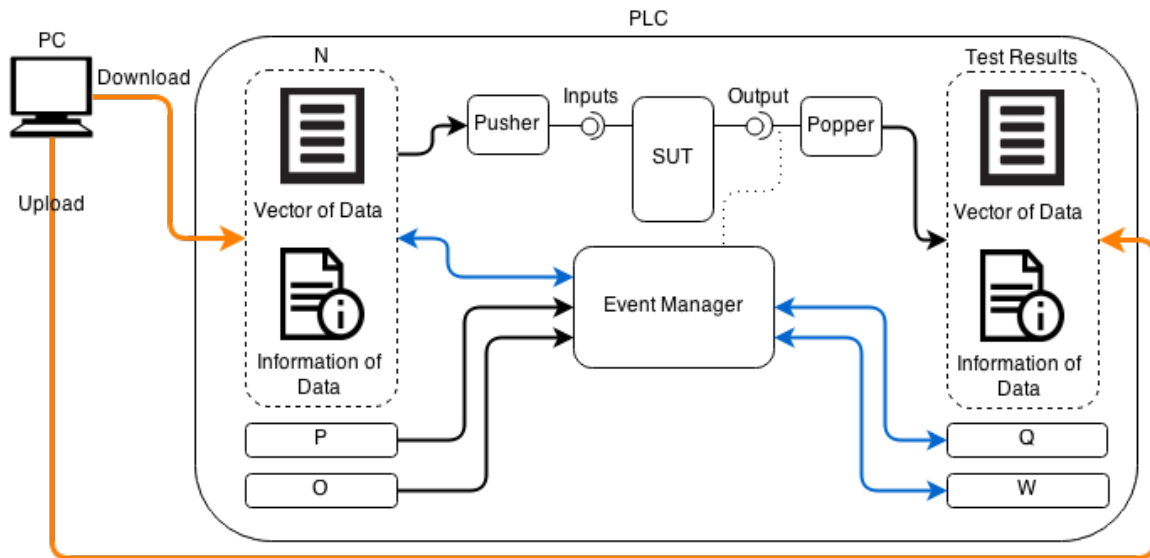 PLC
PC
N
Test Results
Download
Inputs
Output
Pusher
Popper
SUT
Upload
Vector of Data
Vector of Data
Event Manager
Information of
Data
Information of
Data
P
Q
O
W